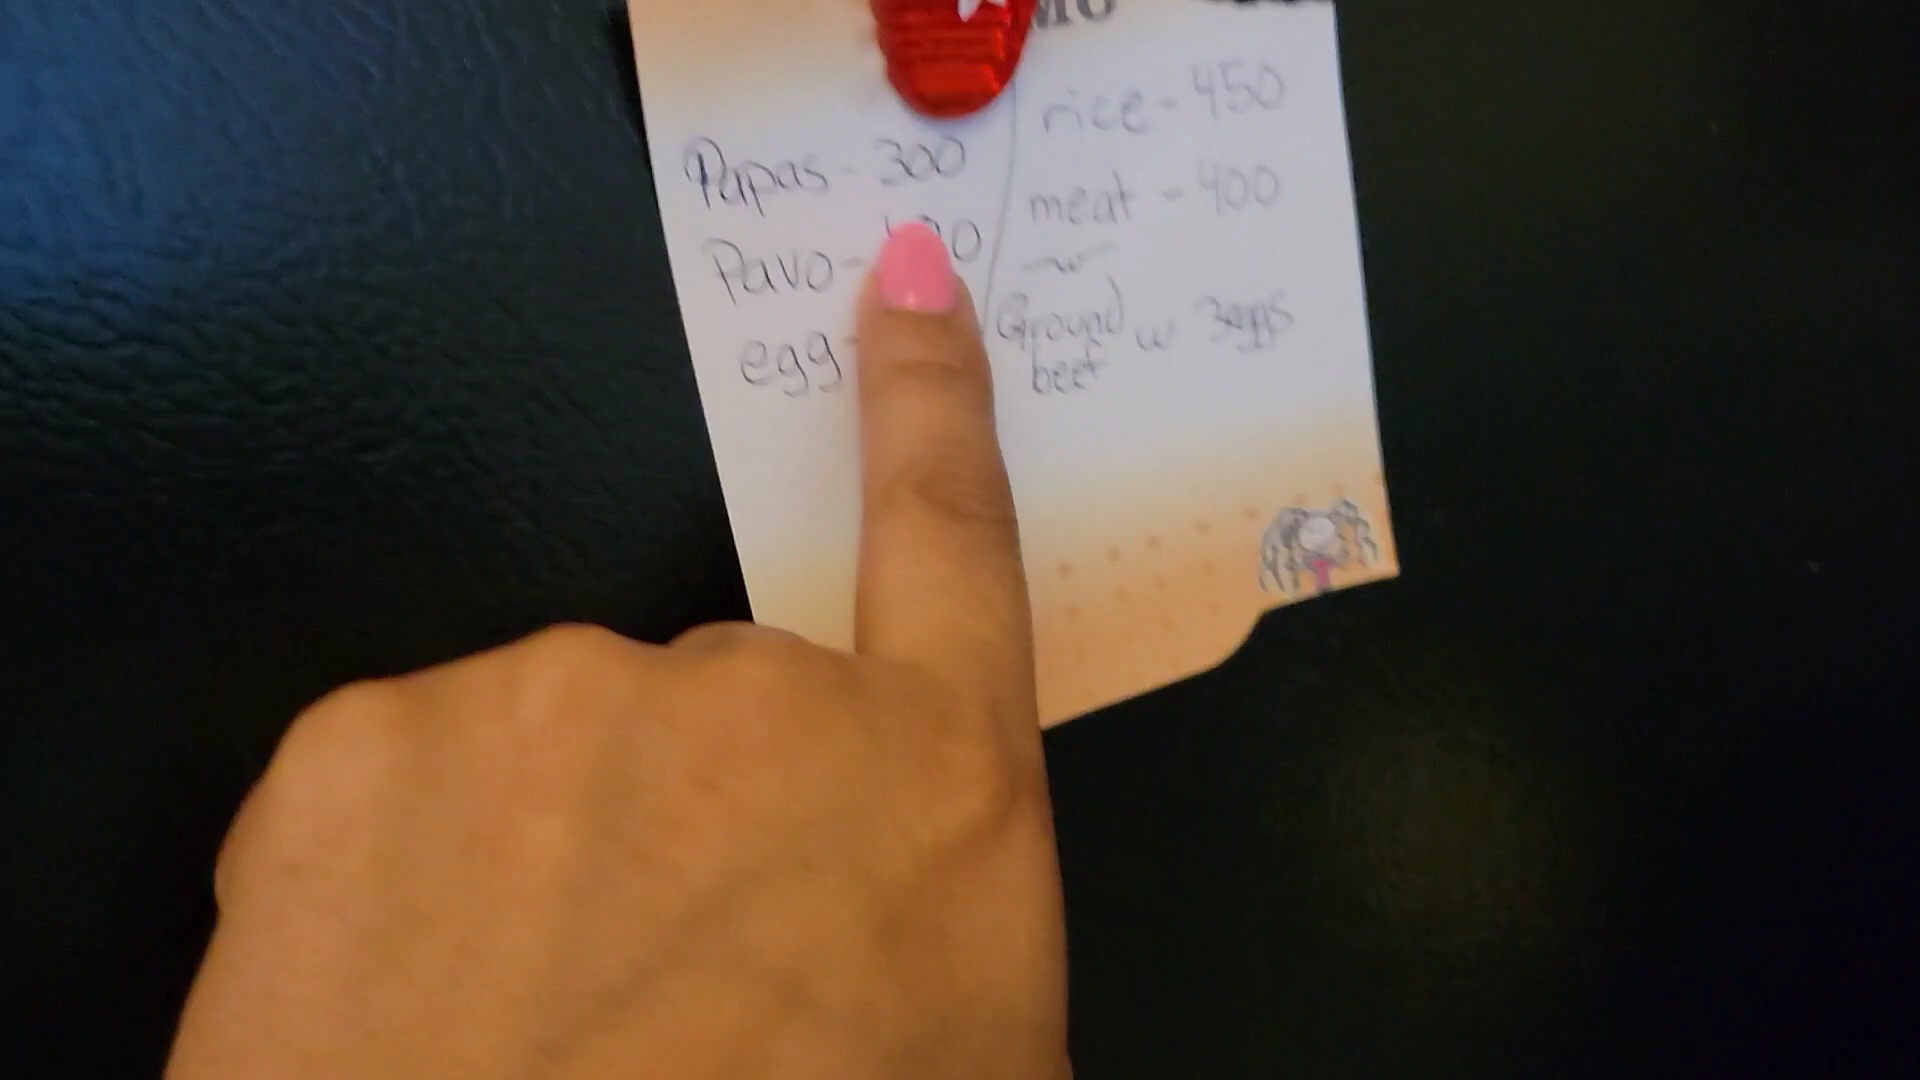 Papas - 300
Pavo -
egg -
rice - 450
meat - 400
w
Ground beef w 3eggs